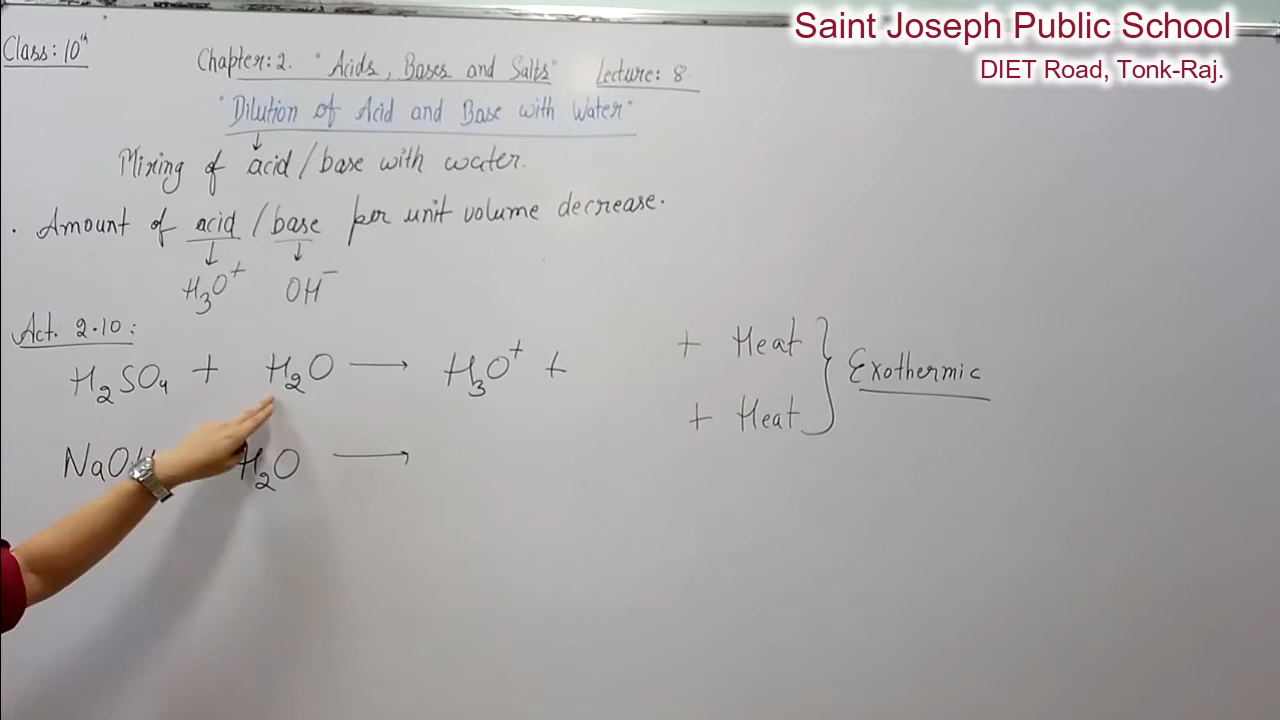 Saint Joseph Public School
DIET Road, Tonk-Raj.
Class: 10th
Chapter: 2. "Acids, Bases and Salts" Lecture: 8
"Dilution of Acid and Base with Water"
↓
Mixing of acid / base with water.
. Amount of acid / base per unit volume decrease.
↓ ↓
H₃O⁺ OH⁻
Act. 2.10:
H₂SO₄ + H₂O ⟶ H₃O⁺ + + Heat } Exothermic
NaOH H₂O ⟶ + Heat